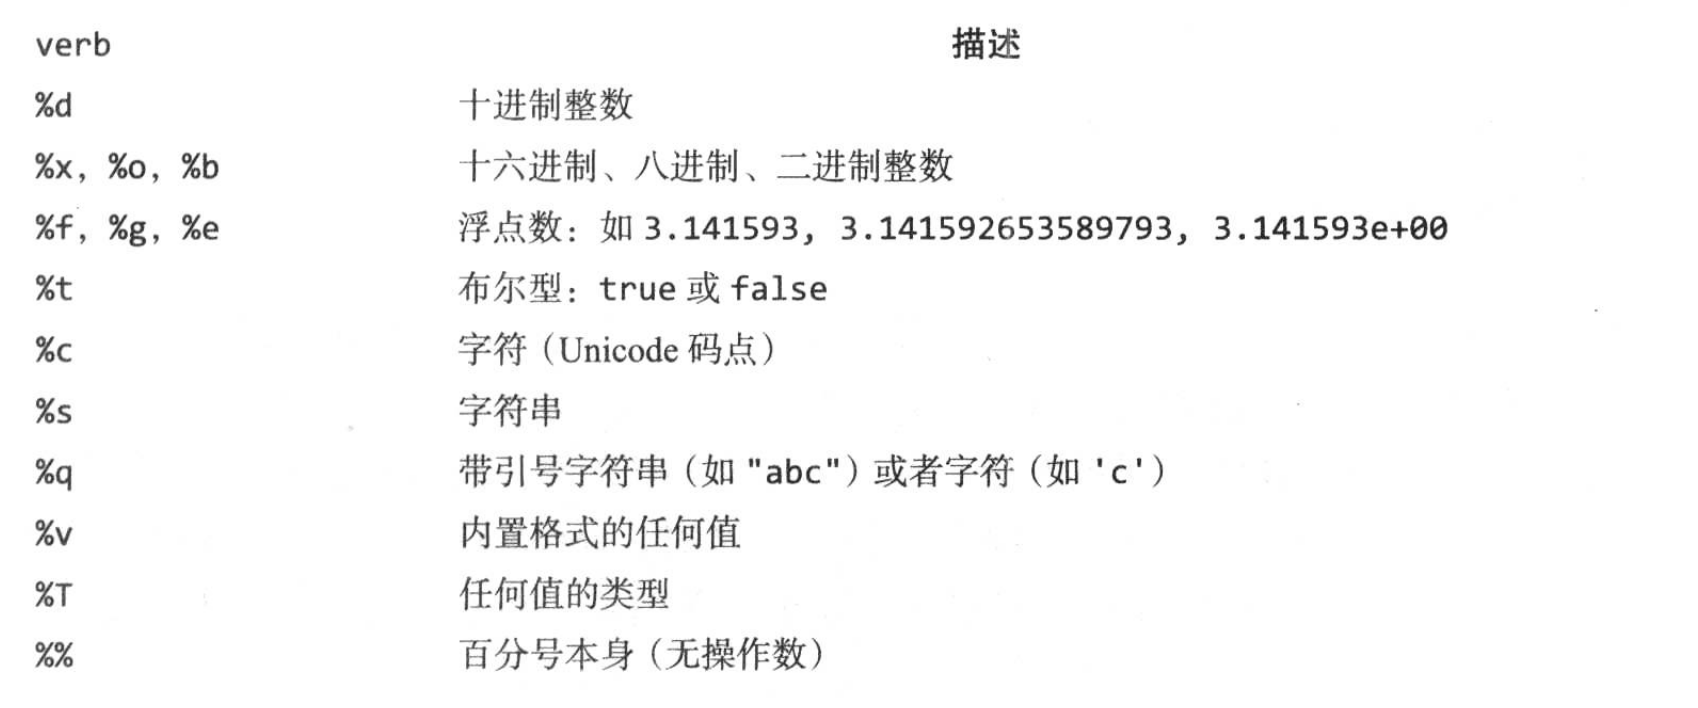 verb 描述
%d 十进制整数
%x, %o, %b 十六进制、八进制、二进制整数
%f, %g, %e 浮点数：如 3.141593, 3.141592653589793, 3.141593e+00
%t 布尔型：true 或 false
%c 字符（Unicode 码点）
%s 字符串
%q 带引号字符串（如 "abc"）或者字符（如 'c'）
%v 内置格式的任何值
%T 任何值的类型
%% 百分号本身（无操作数）